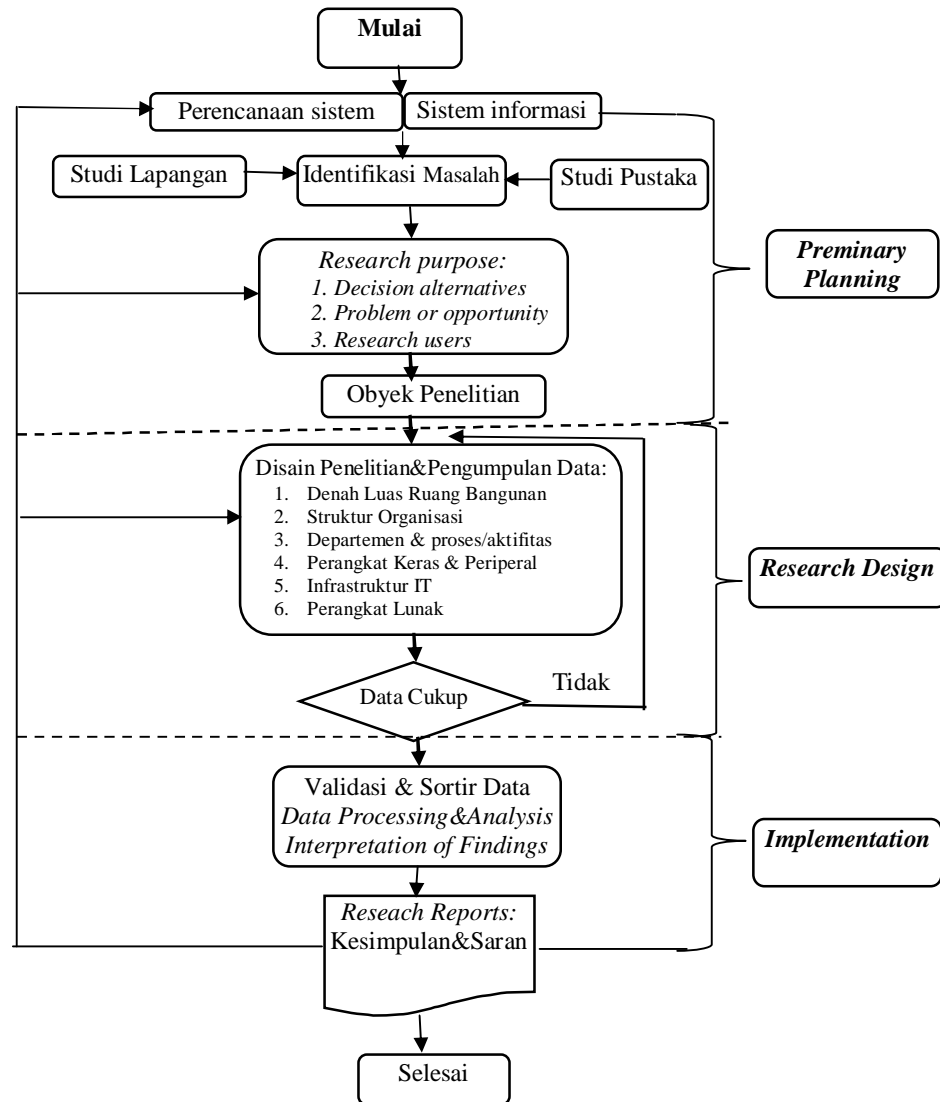 Mulai
Perencanaan sistem
Sistem informasi
Studi Lapangan
Identifikasi Masalah
Studi Pustaka
Research purpose:
1. Decision alternatives
2. Problem or opportunity
3. Research users
Preminary
Planning
Obyek Penelitian
Disain Penelitian&Pengumpulan Data:
1. Denah Luas Ruang Bangunan
2. Struktur Organisasi
3. Departemen & proses/aktifitas
4. Perangkat Keras & Periperal
5. Infrastruktur IT
6. Perangkat Lunak
Research Design
Data Cukup
Tidak
Validasi & Sortir Data
Data Processing&Analysis
Interpretation of Findings
Implementation
Reseach Reports:
Kesimpulan&Saran
Selesai